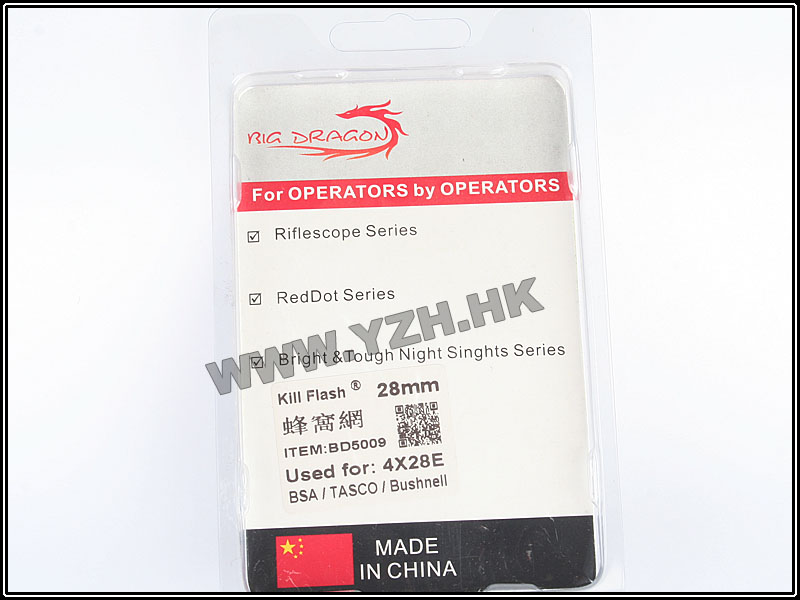 BIG DRAGON
For OPERATORS by OPERATORS
Riflescope Series
RedDot Series
Bright & Tough Night Singhts Series
WWW.YZH.HK
Kill Flash ® 28mm
蜂窩網
ITEM:BD5009
Used for: 4X28E
BSA / TASCO / Bushnell
MADE
IN CHINA